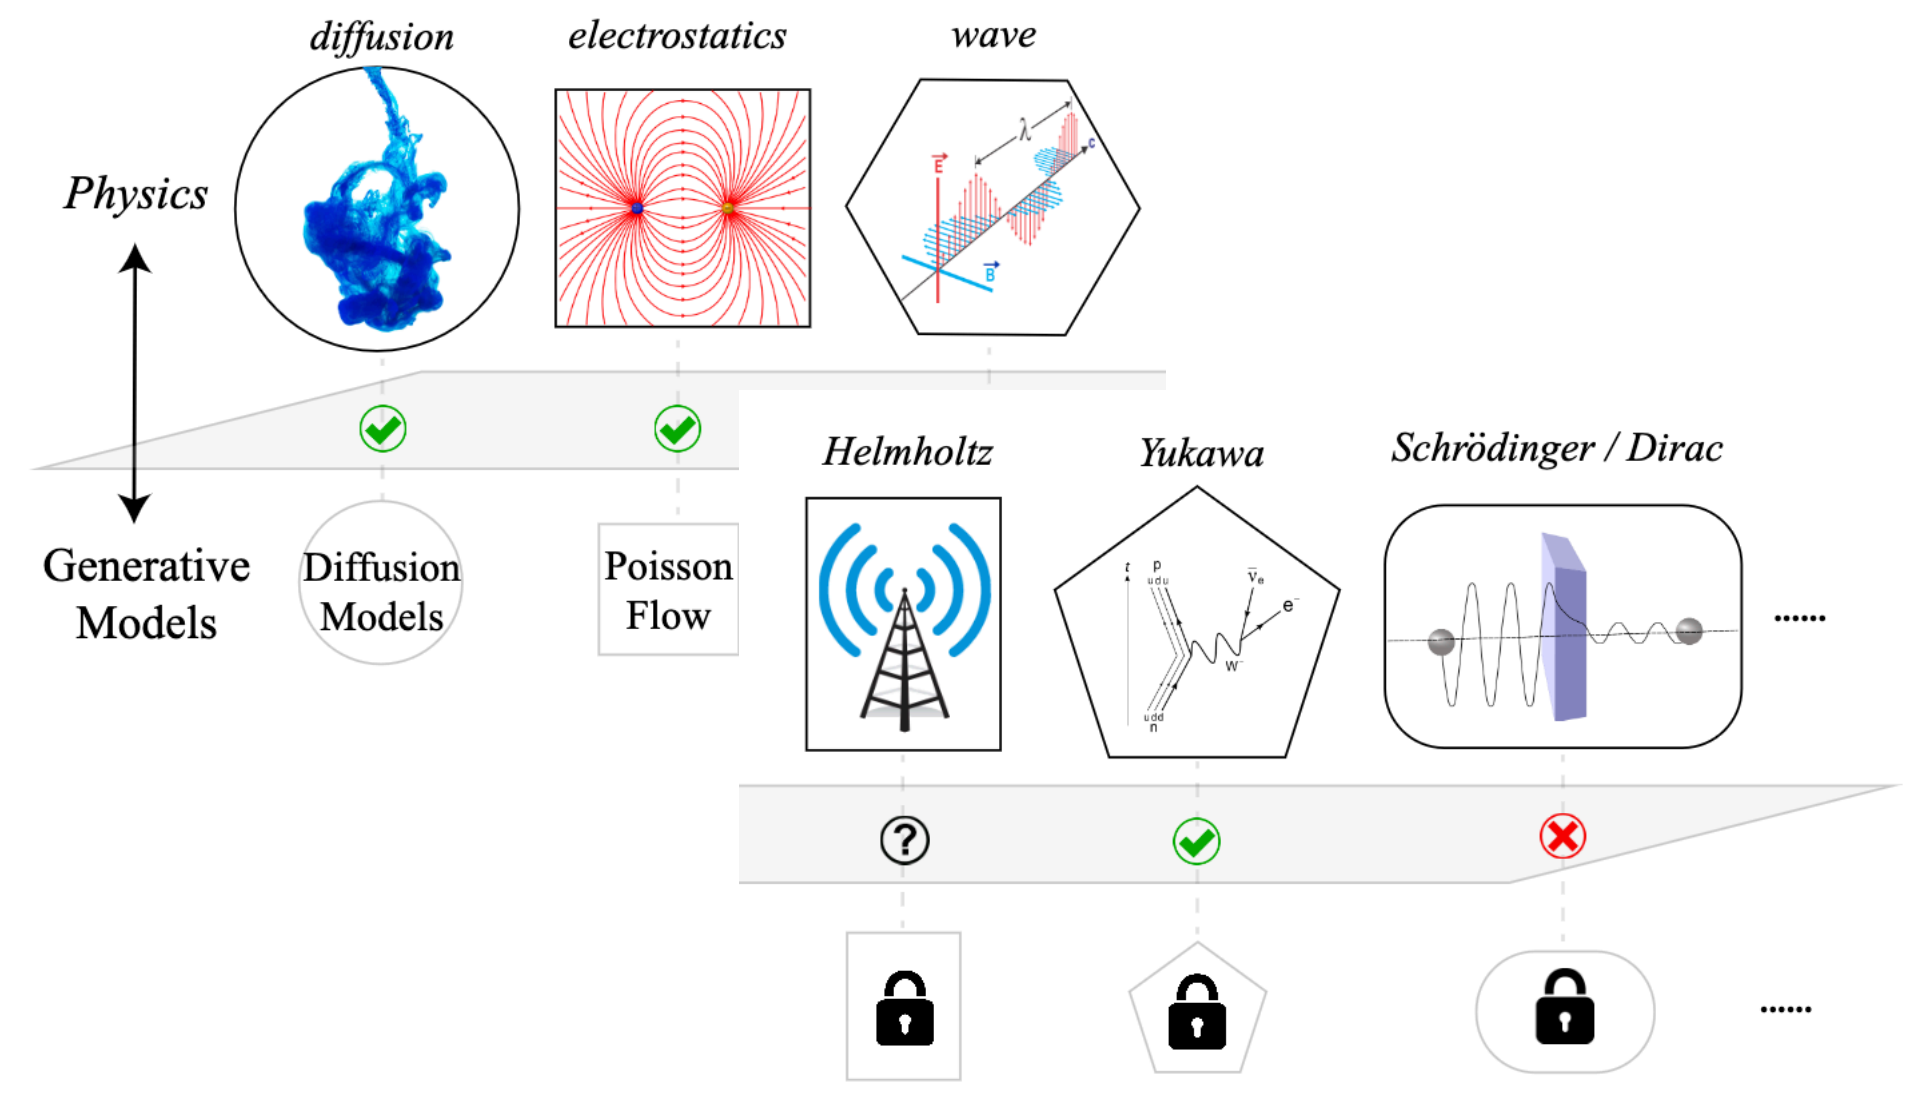 diffusion
electrostatics
wave
Physics
λ
E
c
B
Generative
Models
Diffusion
Models
Poisson
Flow
Helmholtz
Yukawa
Schrödinger / Dirac
t
p
u d u
ν̅e
e⁻
W⁻
u d d
n
......
?
......